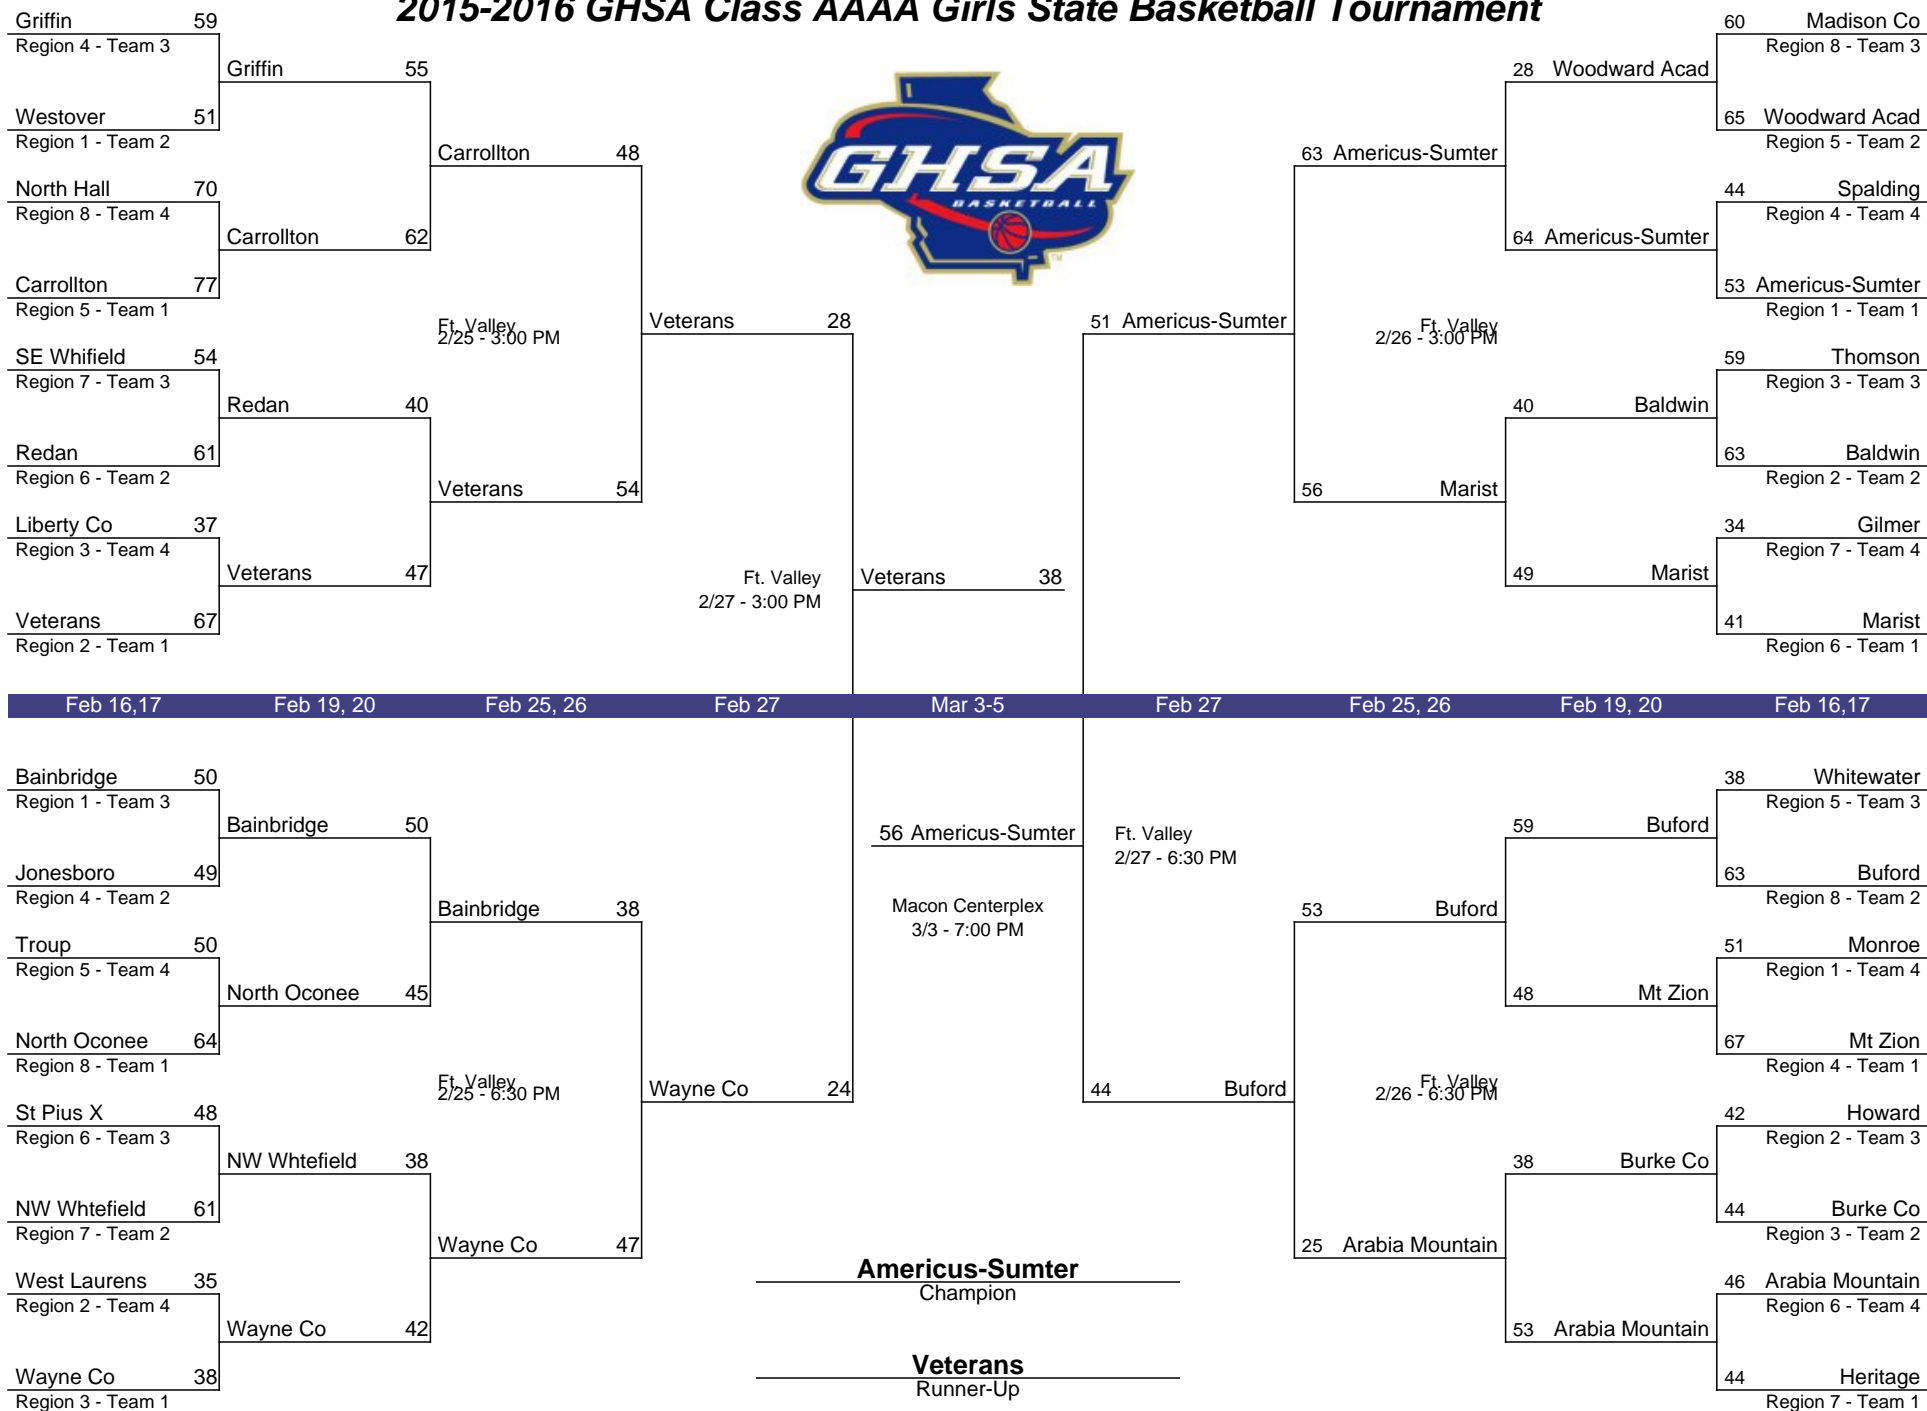 2015-2016 GHSA Class AAAA Girls State Basketball Tournament
GHSA
BASKETBALL
TM
Griffin 59
Region 4 - Team 3
Westover 51
Region 1 - Team 2
North Hall 70
Region 8 - Team 4
Carrollton 77
Region 5 - Team 1
SE Whifield 54
Region 7 - Team 3
Redan 61
Region 6 - Team 2
Liberty Co 37
Region 3 - Team 4
Veterans 67
Region 2 - Team 1
Griffin 55
Carrollton 62
Redan 40
Veterans 47
Carrollton 48
Ft. Valley
2/25 - 3:00 PM
Veterans 54
Veterans 28
Ft. Valley
2/27 - 3:00 PM
Veterans 38
51 Americus-Sumter
63 Americus-Sumter
Ft. Valley
2/26 - 3:00 PM
56 Marist
28 Woodward Acad
64 Americus-Sumter
40 Baldwin
49 Marist
60 Madison Co
Region 8 - Team 3
65 Woodward Acad
Region 5 - Team 2
44 Spalding
Region 4 - Team 4
53 Americus-Sumter
Region 1 - Team 1
59 Thomson
Region 3 - Team 3
63 Baldwin
Region 2 - Team 2
34 Gilmer
Region 7 - Team 4
41 Marist
Region 6 - Team 1
Feb 16,17 Feb 19, 20 Feb 25, 26 Feb 27 Mar 3-5 Feb 27 Feb 25, 26 Feb 19, 20 Feb 16,17
Bainbridge 50
Region 1 - Team 3
Jonesboro 49
Region 4 - Team 2
Troup 50
Region 5 - Team 4
North Oconee 64
Region 8 - Team 1
St Pius X 48
Region 6 - Team 3
NW Whtefield 61
Region 7 - Team 2
West Laurens 35
Region 2 - Team 4
Wayne Co 38
Region 3 - Team 1
Bainbridge 50
North Oconee 45
NW Whtefield 38
Wayne Co 42
Bainbridge 38
Ft. Valley
2/25 - 6:30 PM
Wayne Co 47
Wayne Co 24
56 Americus-Sumter
Macon Centerplex
3/3 - 7:00 PM
Ft. Valley
2/27 - 6:30 PM
44 Buford
53 Buford
Ft. Valley
2/26 - 6:30 PM
25 Arabia Mountain
59 Buford
48 Mt Zion
38 Burke Co
53 Arabia Mountain
38 Whitewater
Region 5 - Team 3
63 Buford
Region 8 - Team 2
51 Monroe
Region 1 - Team 4
67 Mt Zion
Region 4 - Team 1
42 Howard
Region 2 - Team 3
44 Burke Co
Region 3 - Team 2
46 Arabia Mountain
Region 6 - Team 4
44 Heritage
Region 7 - Team 1
Americus-Sumter
Champion
Veterans
Runner-Up